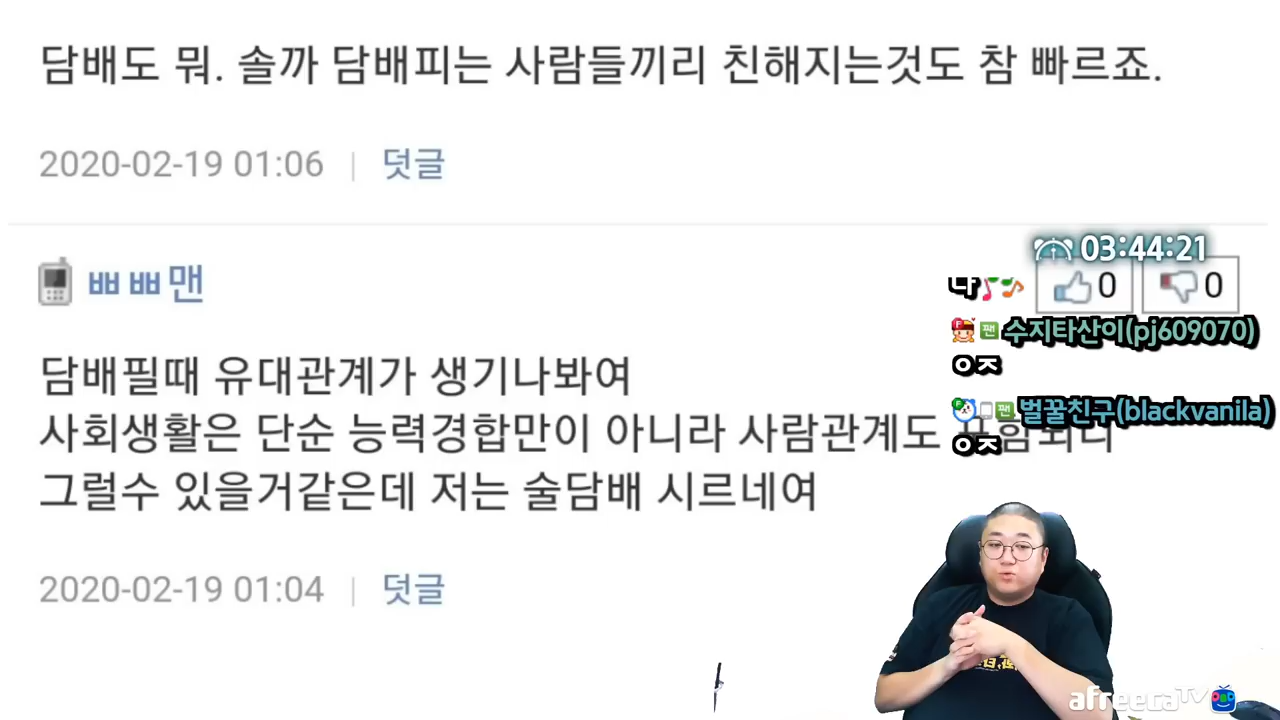 담배도 뭐. 솔까 담배피는 사람들끼리 친해지는것도 참 빠르죠.
2020-02-19 01:06 | 덧글
03:44:21
ㅃㅃ맨
나
0
0
수지타산이(pj609070)
ㅇㅈ
담배필때 유대관계가 생기나봐여
벌꿀친구(blackvanila)
사회생활은 단순 능력경합만이 아니라 사람관계도
ㅇㅈ
그럴수 있을거같은데 저는 술담배 시르네여
2020-02-19 01:04 | 덧글
afreecaTV